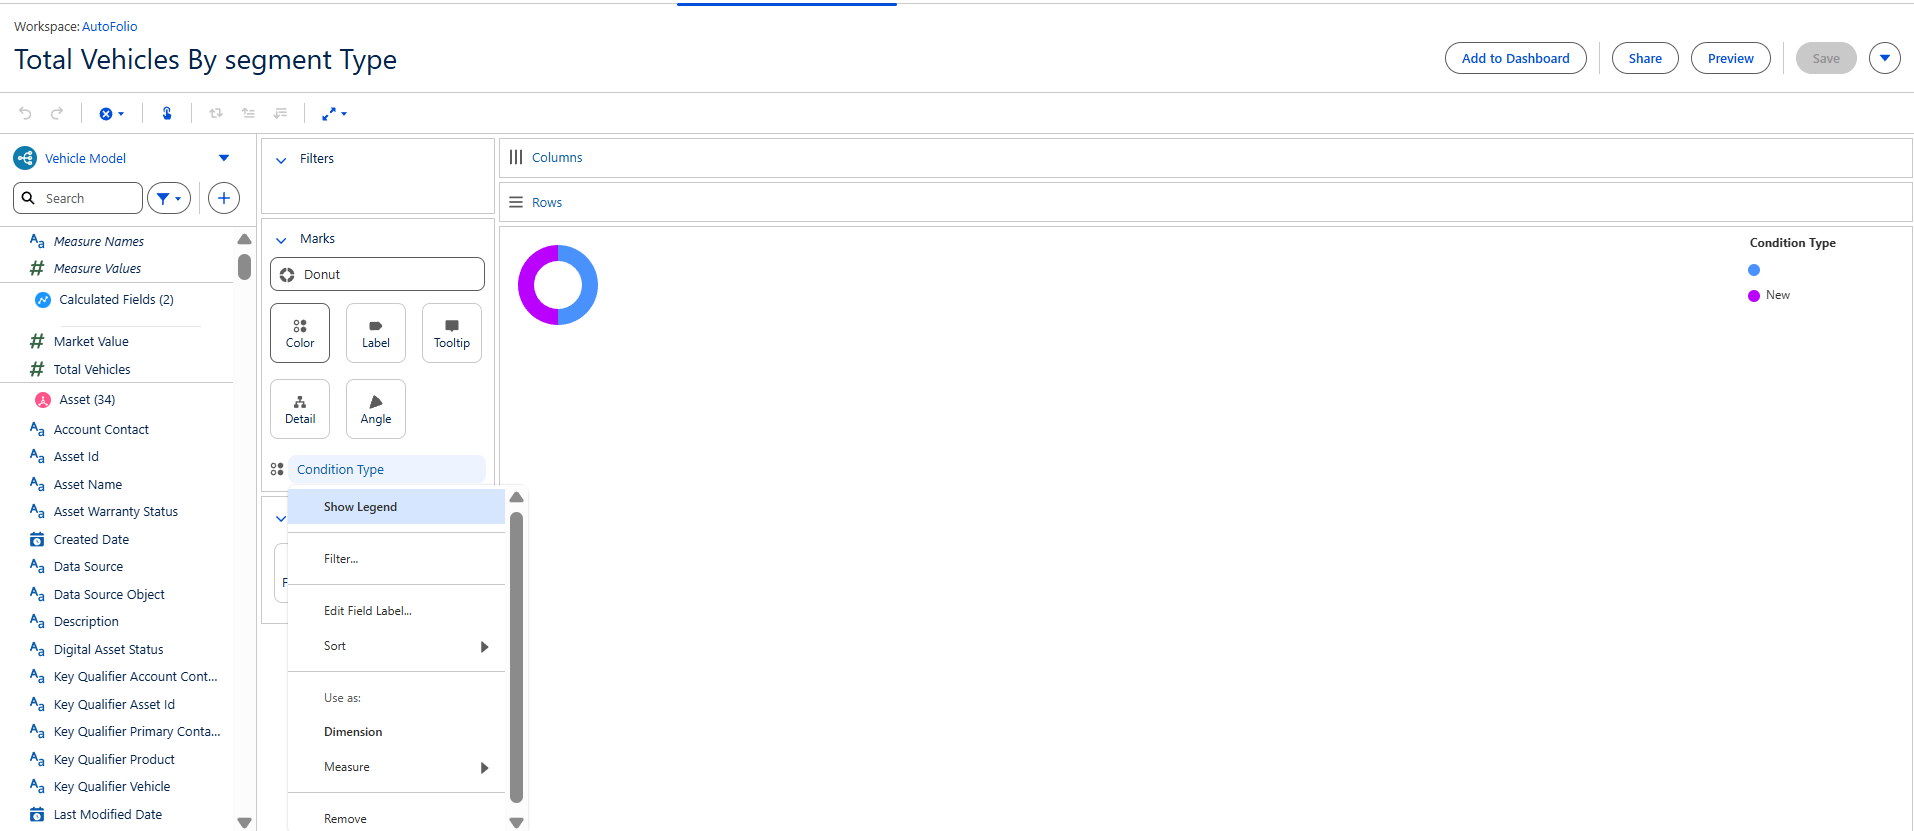 Workspace: AutoFolio
Total Vehicles By segment Type
Add to Dashboard
Share
Preview
Save
Vehicle Model
Search
Measure Names
Measure Values
Calculated Fields (2)
Market Value
Total Vehicles
Asset (34)
Account Contact
Asset Id
Asset Name
Asset Warranty Status
Created Date
Data Source
Data Source Object
Description
Digital Asset Status
Key Qualifier Account Cont...
Key Qualifier Asset Id
Key Qualifier Primary Conta...
Key Qualifier Product
Key Qualifier Vehicle
Last Modified Date
Filters
Marks
Donut
Color
Label
Tooltip
Detail
Angle
Condition Type
F
Show Legend
Filter...
Edit Field Label...
Sort
Use as:
Dimension
Measure
Remove
Columns
Rows
Condition Type
New